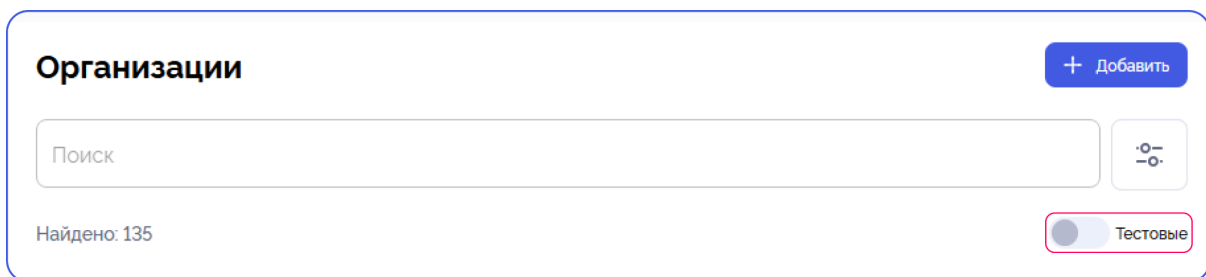 Организации
+ Добавить
Поиск
Найдено: 135
Тестовые